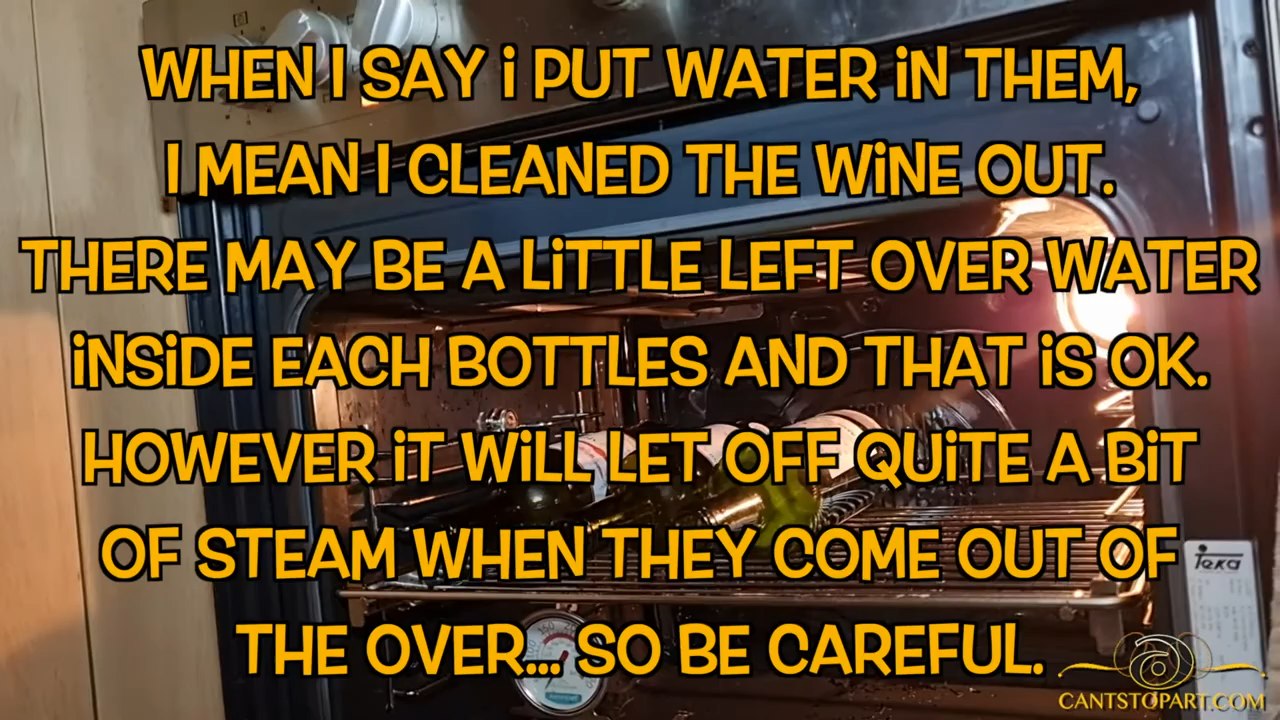 WHEN I SAY i PUT WATER iN THEM,
I MEAN I CLEANED THE WiNE OUT.
THERE MAY BE A LiTTLE LEFT OVER WATER
iNSiDE EACH BOTTLES AND THAT iS OK.
HOWEVER iT WiLL LET OFF QUiTE A BiT
OF STEAM WHEN THEY COME OUT OF
THE OVER... SO BE CAREFUL.
Teka
CANTSTOPART.COM